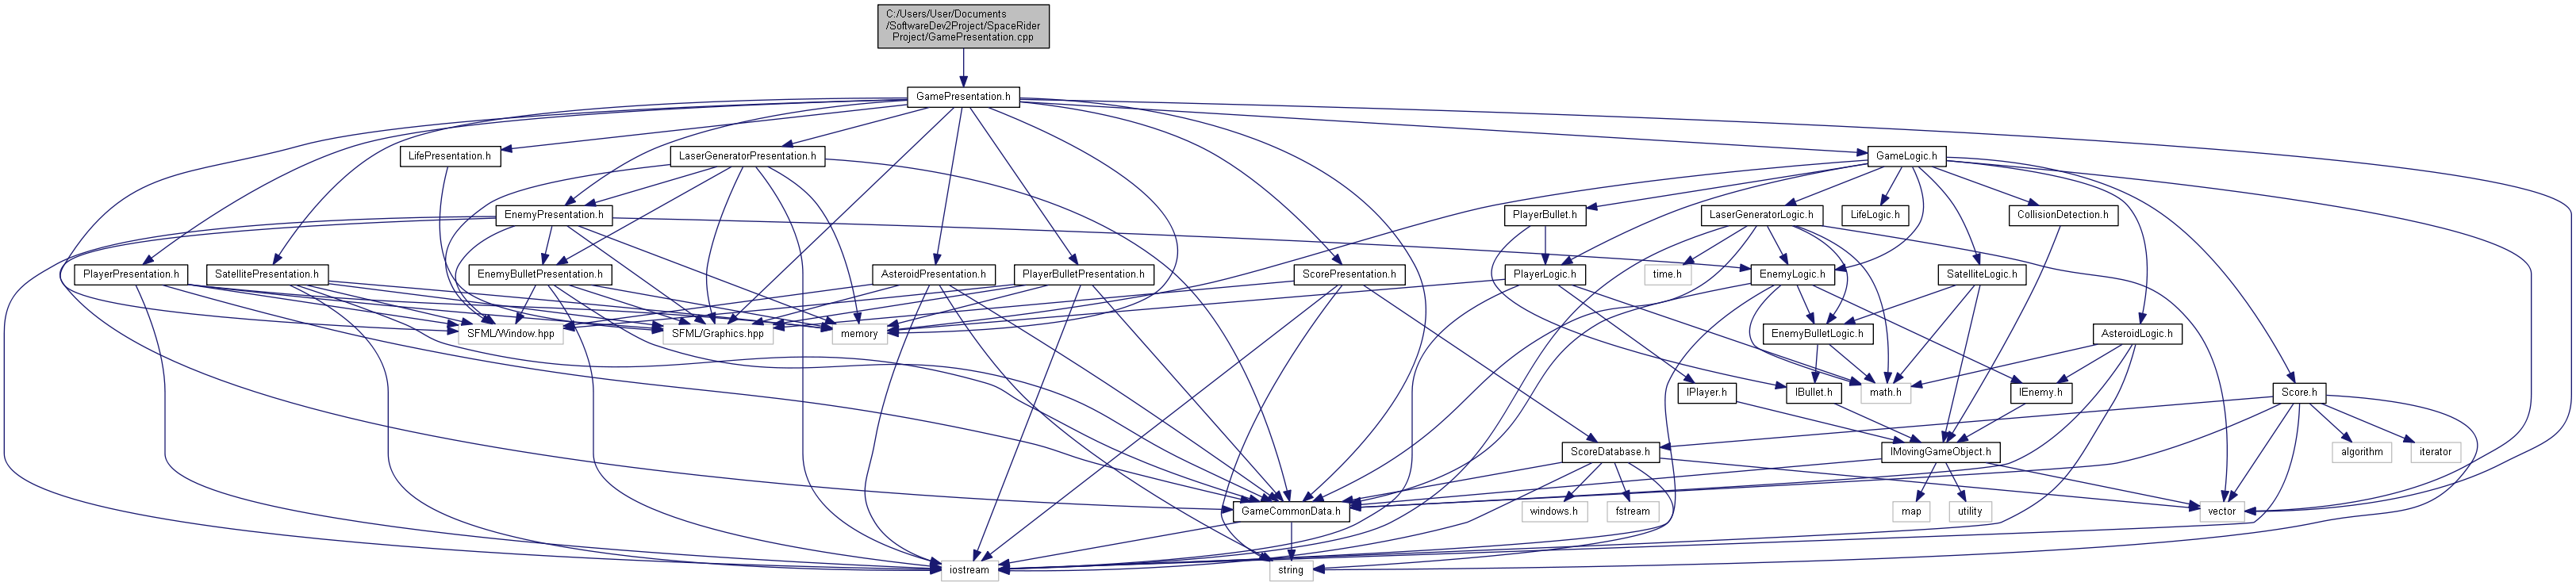 C:/Users/User/Documents
/SoftwareDev2Project/SpaceRider
Project/GamePresentation.cpp
GamePresentation.h
LifePresentation.h
LaserGeneratorPresentation.h
GameLogic.h
EnemyPresentation.h
PlayerBullet.h
LaserGeneratorLogic.h
LifeLogic.h
CollisionDetection.h
PlayerPresentation.h
SatellitePresentation.h
EnemyBulletPresentation.h
AsteroidPresentation.h
PlayerBulletPresentation.h
ScorePresentation.h
PlayerLogic.h
time.h
EnemyLogic.h
SatelliteLogic.h
SFML/Window.hpp
SFML/Graphics.hpp
memory
EnemyBulletLogic.h
AsteroidLogic.h
IPlayer.h
IBullet.h
math.h
IEnemy.h
Score.h
ScoreDatabase.h
IMovingGameObject.h
algorithm
iterator
GameCommonData.h
windows.h
fstream
map
utility
vector
iostream
string